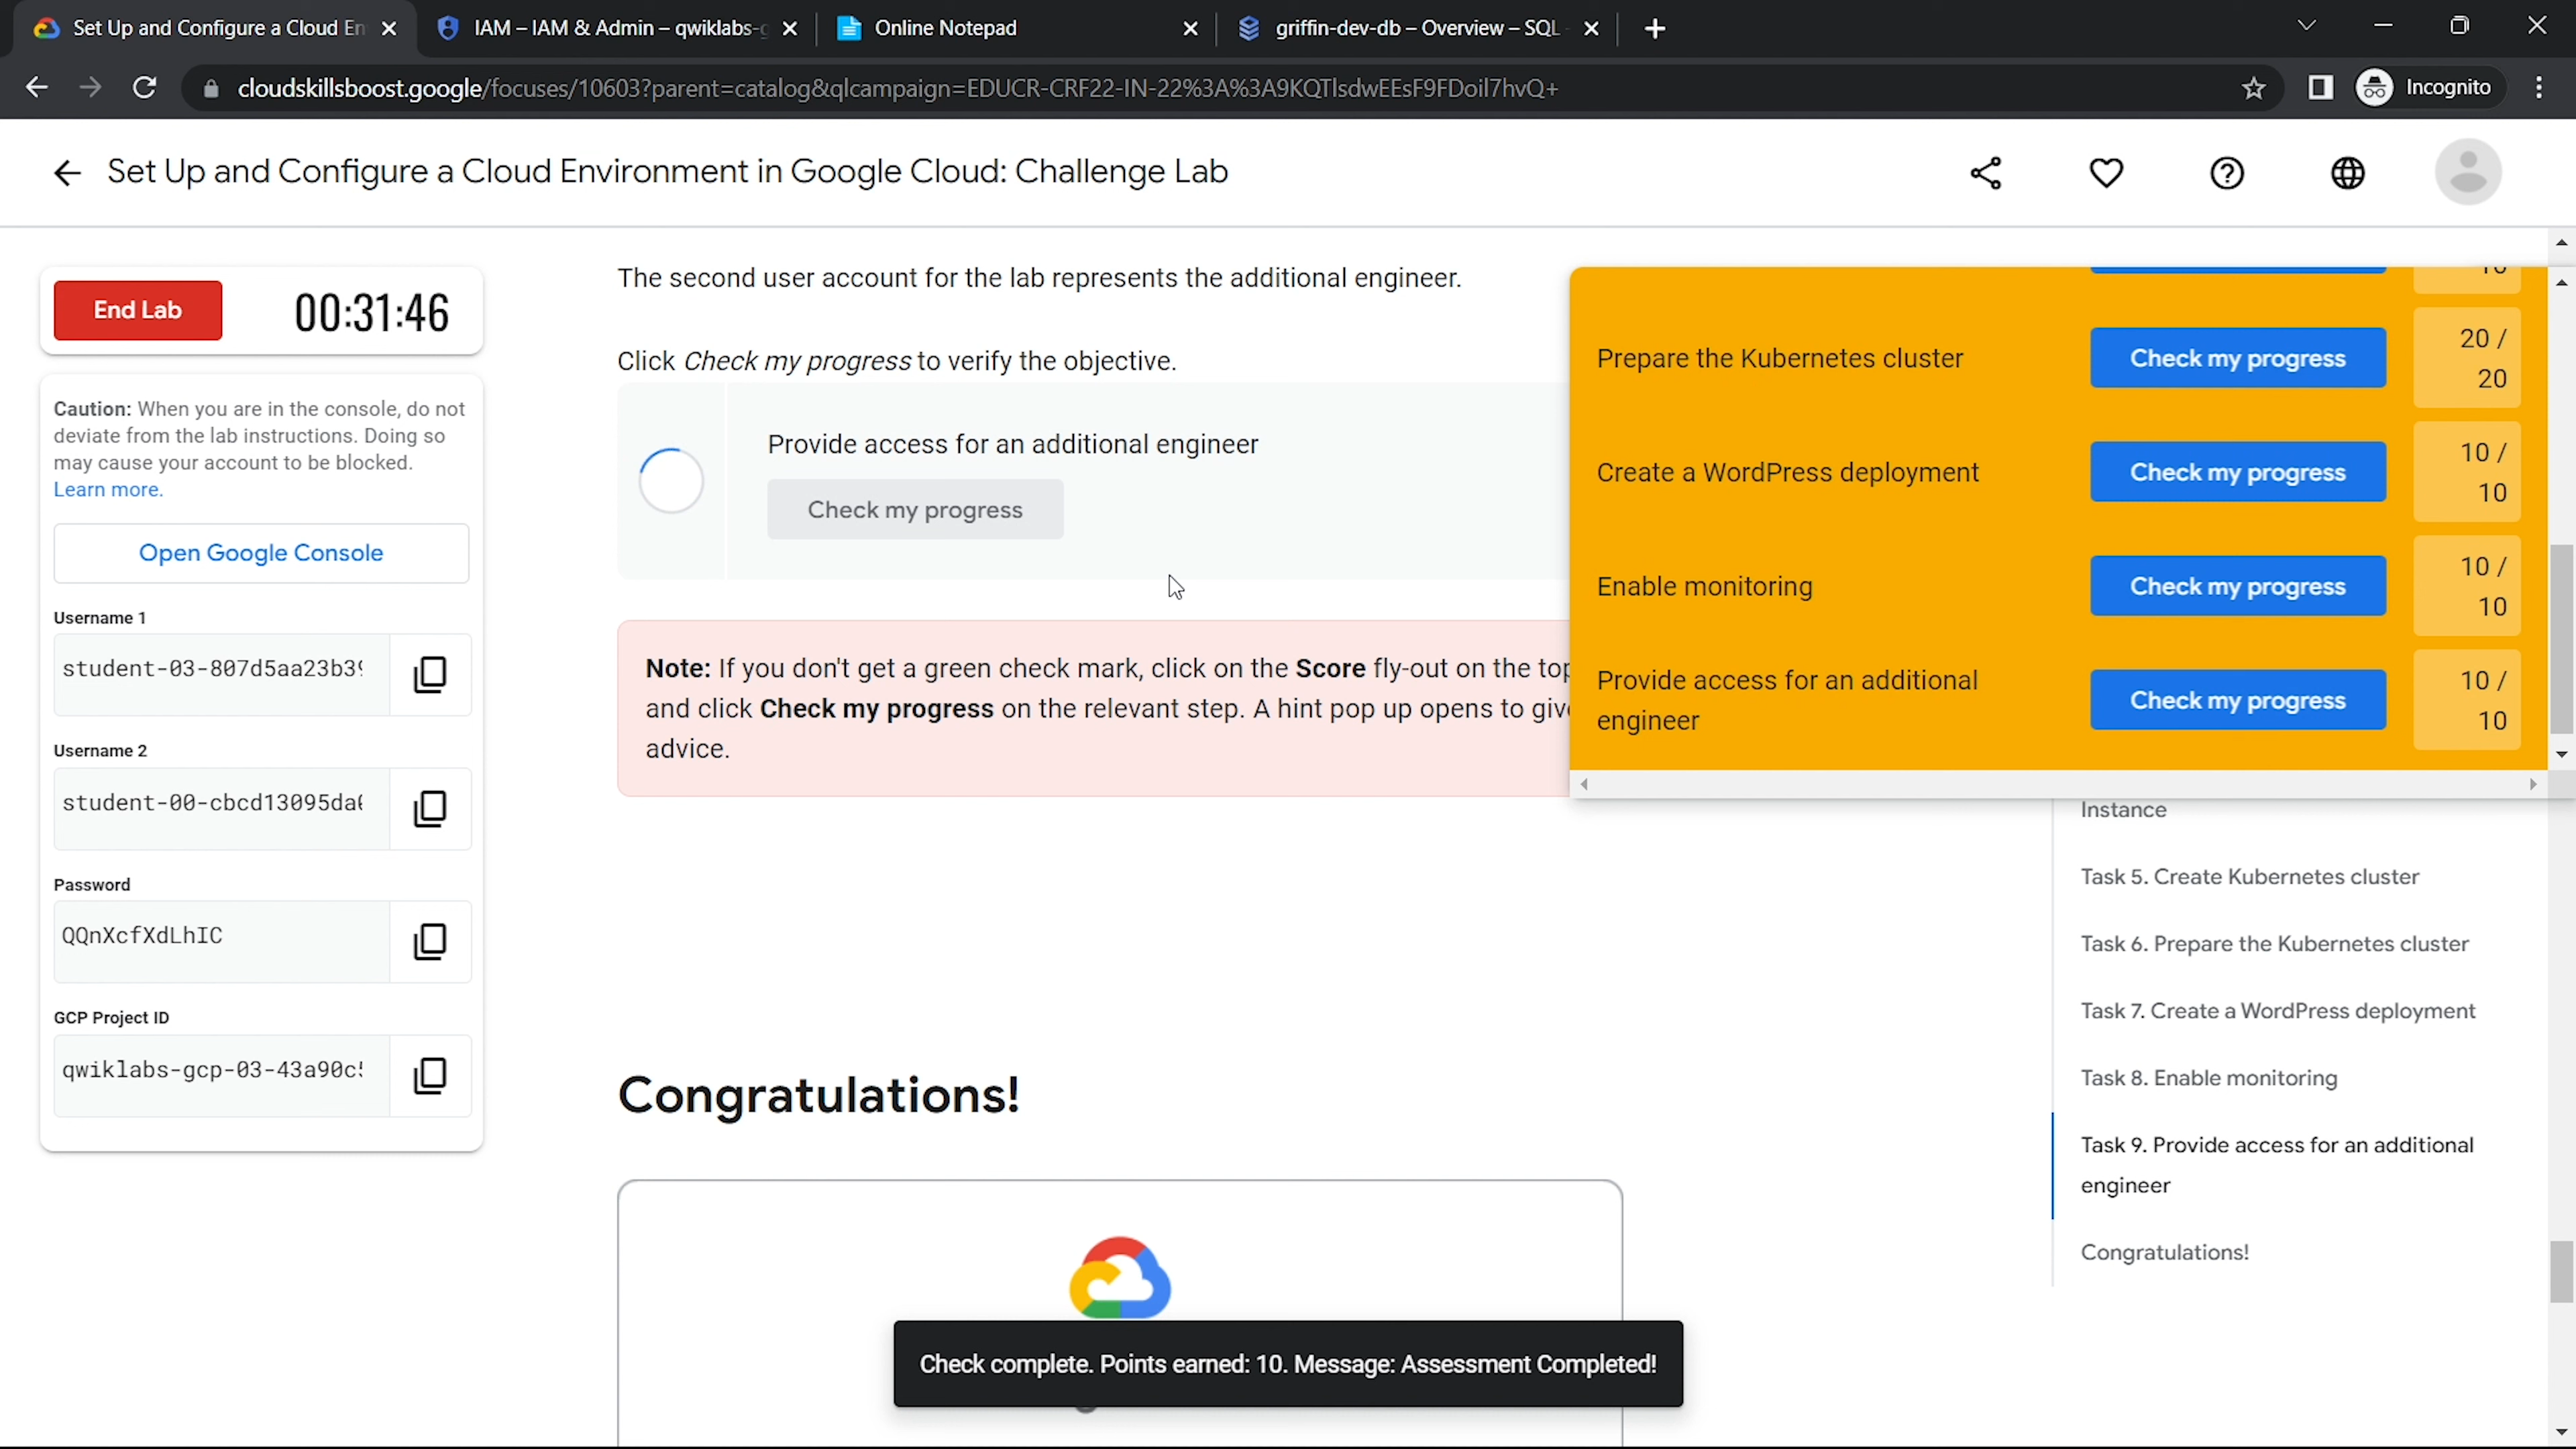 Set Up and Configure a Cloud En
IAM – IAM & Admin – qwiklabs-g
Online Notepad
griffin-dev-db – Overview – SQL
cloudskillsboost.google/focuses/10603?parent=catalog&qlcampaign=EDUCR-CRF22-IN-22%3A%3A9KQTlsdwEEsF9FDoil7hvQ+
Incognito
Set Up and Configure a Cloud Environment in Google Cloud: Challenge Lab
End Lab
00:31:46
Caution: When you are in the console, do not
deviate from the lab instructions. Doing so
may cause your account to be blocked.
Learn more.
Open Google Console
Username 1
student-03-807d5aa23b39
Username 2
student-00-cbcd13095da
Password
QQnXcfXdLhIC
GCP Project ID
qwiklabs-gcp-03-43a90c
The second user account for the lab represents the additional engineer.
Click Check my progress to verify the objective.
Provide access for an additional engineer
Check my progress
Note: If you don't get a green check mark, click on the Score fly-out on the top
and click Check my progress on the relevant step. A hint pop up opens to give
advice.
Congratulations!
Check complete. Points earned: 10. Message: Assessment Completed!
Prepare the Kubernetes cluster
Check my progress
20 /
20
Create a WordPress deployment
Check my progress
10 /
10
Enable monitoring
Check my progress
10 /
10
Provide access for an additional
engineer
Check my progress
10 /
10
Instance
Task 5. Create Kubernetes cluster
Task 6. Prepare the Kubernetes cluster
Task 7. Create a WordPress deployment
Task 8. Enable monitoring
Task 9. Provide access for an additional
engineer
Congratulations!